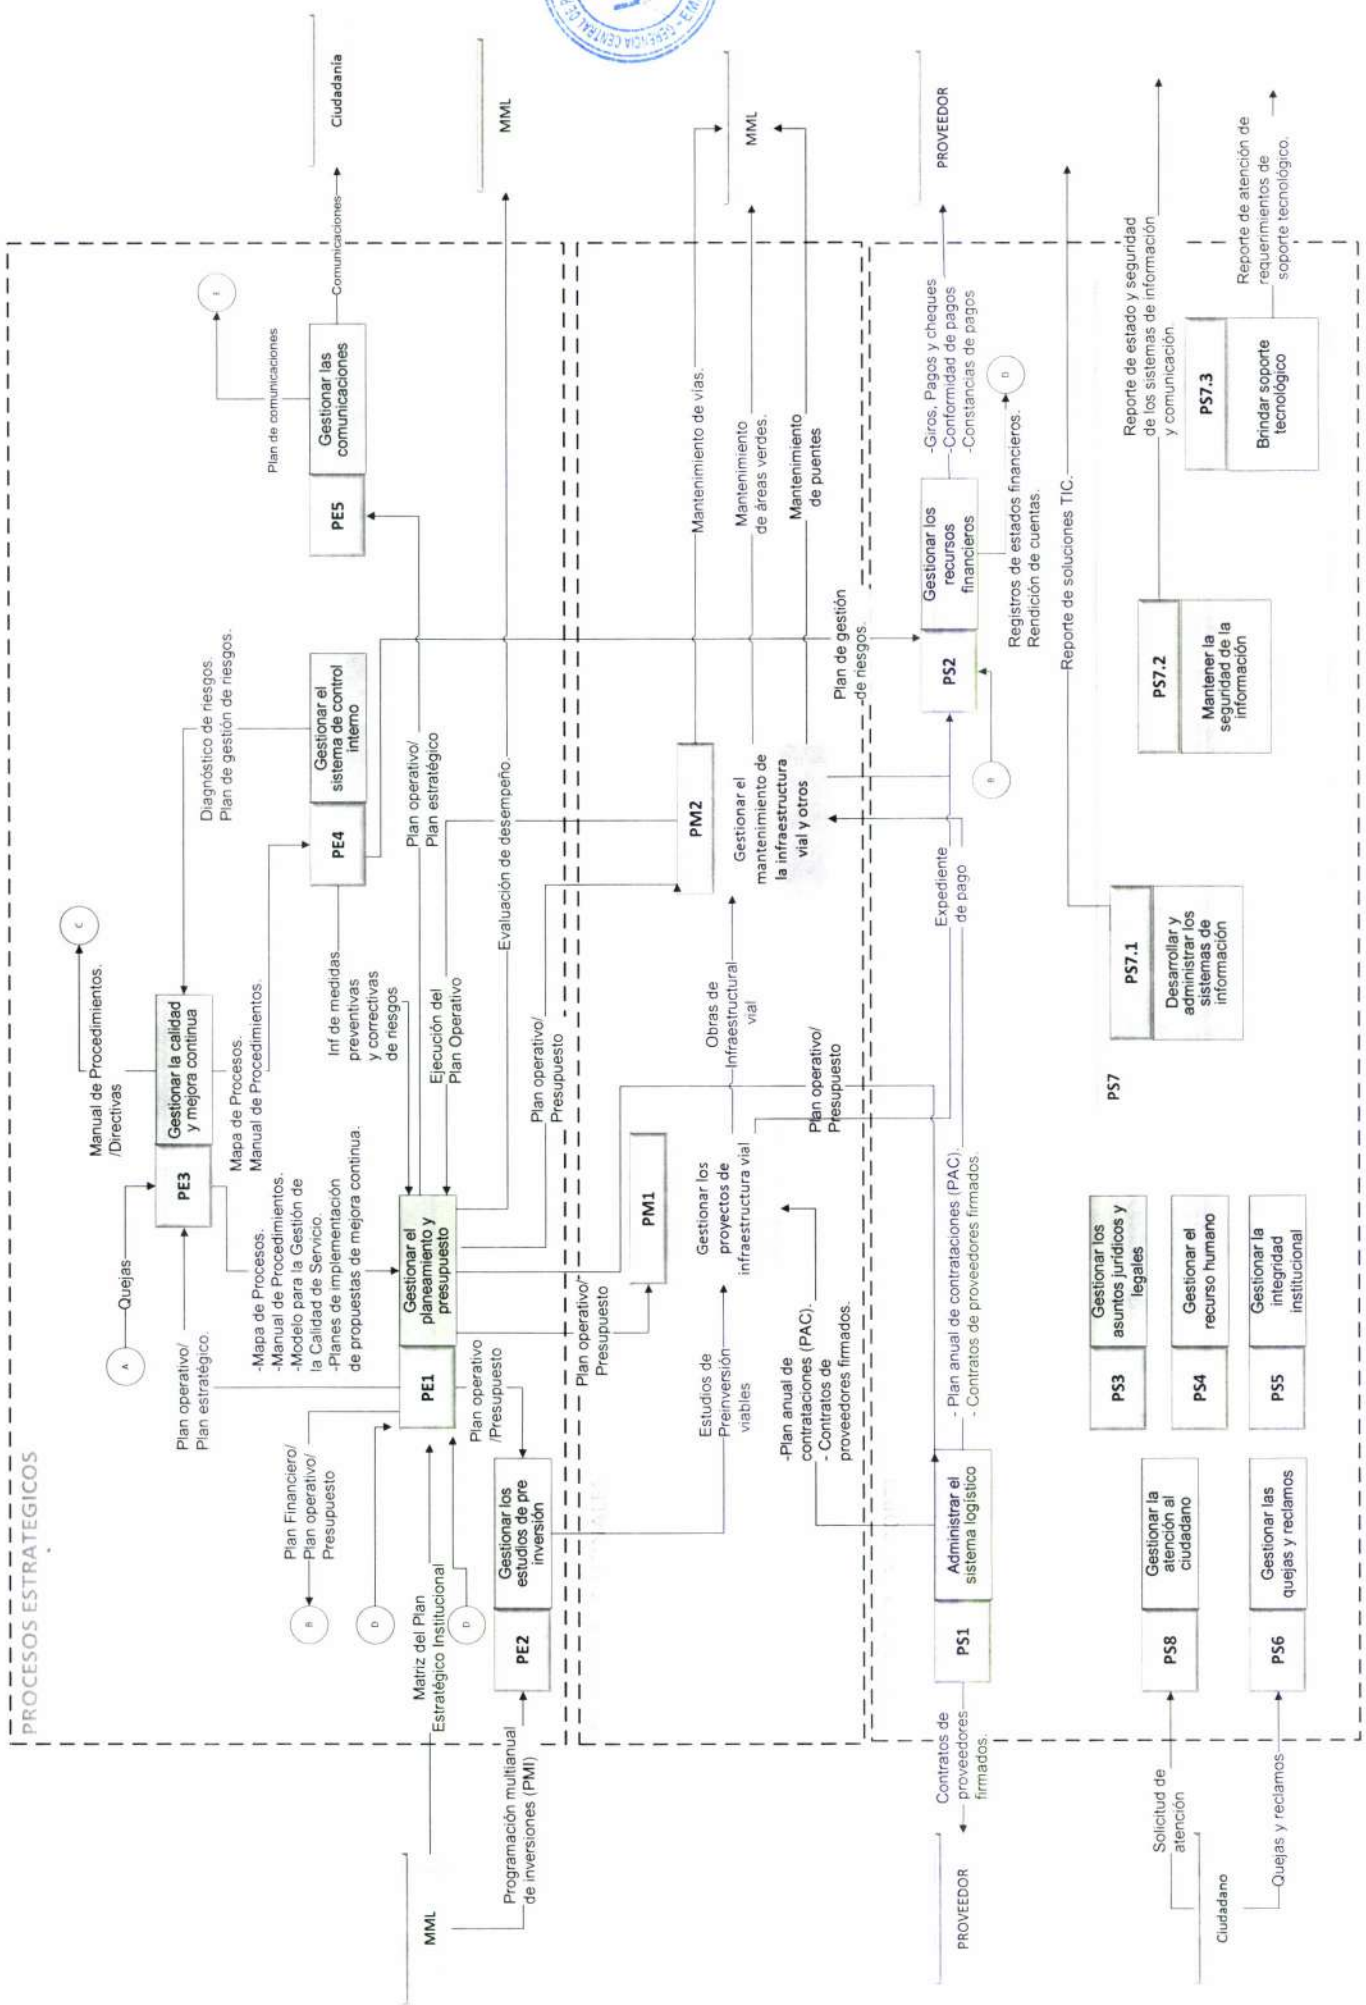 PROCESOS ESTRATEGICOS
MML
Matriz del Plan
Estratégico Institucional
Programación multianual
de inversiones (PMI)
A
Quejas
Plan operativo/
Plan estratégico.
PE3
Gestionar la calidad
y mejora continua
Manual de Procedimientos.
/Directivas
C
Mapa de Procesos.
Manual de Procedimientos.
Diagnóstico de riesgos.
Plan de gestión de riesgos.
-Mapa de Procesos.
-Manual de Procedimientos.
-Modelo para la Gestión de
la Calidad de Servicio.
-Planes de implementación
de propuestas de mejora continua.
Plan Financiero/
Plan operativo/
Presupuesto
B
D
D
PE1
Gestionar el
planeamiento y
presupuesto
PE4
Gestionar el
sistema de control
interno
Inf de medidas
preventivas
y correctivas
de riesgos
Plan operativo/
Plan estratégico
PE5
Gestionar las
comunicaciones
Plan de comunicaciones
E
Comunicaciones
Ciudadanía
Ejecución del
Plan Operativo
Evaluación de desempeño.
MML
PE2
Gestionar los
estudios de pre
inversión
Plan operativo
/Presupuesto
Plan operativo/
Presupuesto
Plan operativo/
Presupuesto
PM1
Gestionar los
proyectos de
infraestructura vial
Estudios de
Preinversión
viables
Obras de
Infraestructural
vial
PM2
Gestionar el
mantenimiento de
la infraestructura
vial y otros
Mantenimiento de vías.
Mantenimiento
de áreas verdes.
Mantenimiento
de puentes
MML
-Plan anual de
contrataciones (PAC).
- Contratos de
proveedores firmados.
Plan operativo/
Presupuesto
Plan de gestión
de riesgos.
PROVEEDOR
Contratos de
proveedores
firmados.
PS1
Administrar el
sistema logístico
- Plan anual de contrataciones (PAC).
- Contratos de proveedores firmados.
Expediente
de pago
B
PS2
Gestionar los
recursos
financieros
-Giros, Pagos y cheques
-Conformidad de pagos
-Constancias de pagos
PROVEEDOR
D
Registros de estados financieros.
Rendición de cuentas.
Reporte de soluciones TIC.
Ciudadano
Solicitud de
atención
Quejas y reclamos
PS8
Gestionar la
atención al
ciudadano
PS6
Gestionar las
quejas y reclamos
PS3
Gestionar los
asuntos jurídicos y
legales
PS4
Gestionar el
recurso humano
PS5
Gestionar la
integridad
institucional
PS7
PS7.1
Desarrollar y
administrar los
sistemas de
información
PS7.2
Mantener la
seguridad de la
información
PS7.3
Brindar soporte
tecnológico
Reporte de estado y seguridad
de los sistemas de información
y comunicación.
Reporte de atención de
requerimientos de
soporte tecnológico.
GERENCIA CENTRAL DE